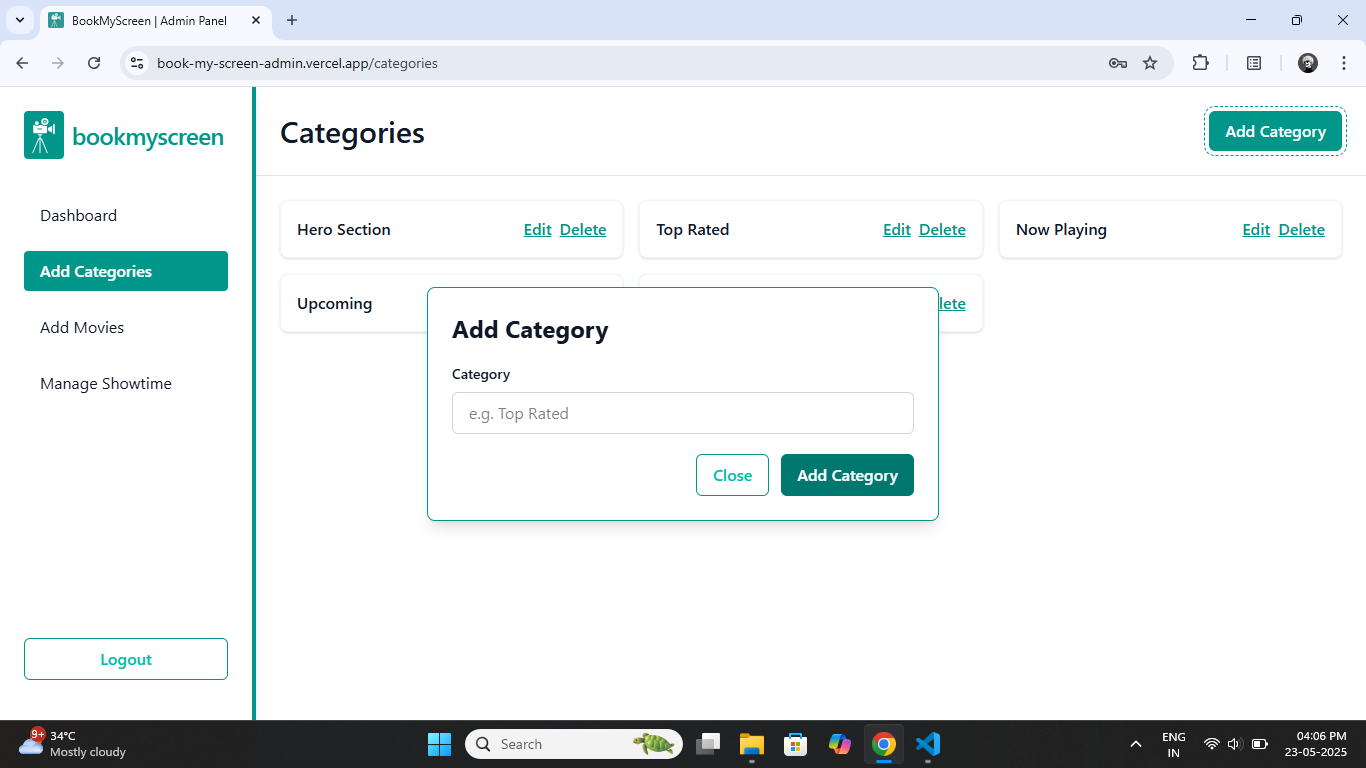 BookMyScreen | Admin Panel
book-my-screen-admin.vercel.app/categories
bookmyscreen
Categories
Add Category
Dashboard
Add Categories
Add Movies
Manage Showtime
Logout
Hero Section Edit Delete
Top Rated Edit Delete
Now Playing Edit Delete
Upcoming
lete
Add Category
Category
e.g. Top Rated
Close Add Category
9+
34°C
Mostly cloudy
Search
ENG
IN
04:06 PM
23-05-2025